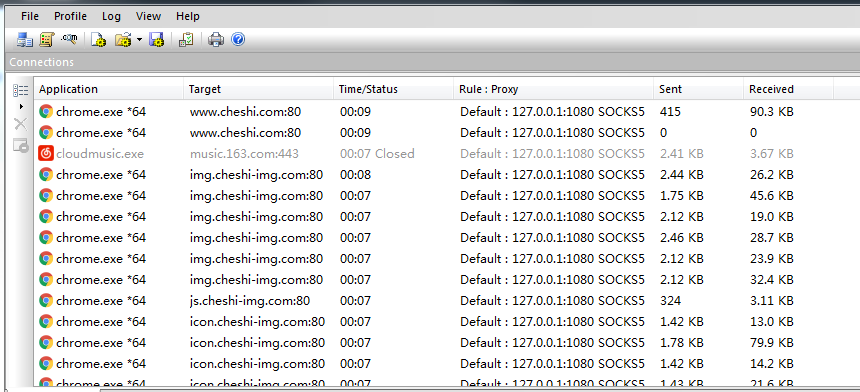 File Profile Log View Help
Connections
Application Target Time/Status Rule : Proxy Sent Received
chrome.exe *64 www.cheshi.com:80 00:09 Default : 127.0.0.1:1080 SOCKS5 415 90.3 KB
chrome.exe *64 www.cheshi.com:80 00:09 Default : 127.0.0.1:1080 SOCKS5 0 0
cloudmusic.exe music.163.com:443 00:07 Closed Default : 127.0.0.1:1080 SOCKS5 2.41 KB 3.67 KB
chrome.exe *64 img.cheshi-img.com:80 00:08 Default : 127.0.0.1:1080 SOCKS5 2.44 KB 26.2 KB
chrome.exe *64 img.cheshi-img.com:80 00:07 Default : 127.0.0.1:1080 SOCKS5 1.75 KB 45.6 KB
chrome.exe *64 img.cheshi-img.com:80 00:07 Default : 127.0.0.1:1080 SOCKS5 2.12 KB 19.0 KB
chrome.exe *64 img.cheshi-img.com:80 00:07 Default : 127.0.0.1:1080 SOCKS5 2.46 KB 28.7 KB
chrome.exe *64 img.cheshi-img.com:80 00:07 Default : 127.0.0.1:1080 SOCKS5 2.12 KB 23.9 KB
chrome.exe *64 img.cheshi-img.com:80 00:07 Default : 127.0.0.1:1080 SOCKS5 2.12 KB 32.4 KB
chrome.exe *64 js.cheshi-img.com:80 00:07 Default : 127.0.0.1:1080 SOCKS5 324 3.11 KB
chrome.exe *64 icon.cheshi-img.com:80 00:07 Default : 127.0.0.1:1080 SOCKS5 1.42 KB 13.0 KB
chrome.exe *64 icon.cheshi-img.com:80 00:07 Default : 127.0.0.1:1080 SOCKS5 1.78 KB 79.9 KB
chrome.exe *64 icon.cheshi-img.com:80 00:07 Default : 127.0.0.1:1080 SOCKS5 1.42 KB 14.2 KB
chrome.exe *64 icon.cheshi-img.com:80 00:07 Default : 127.0.0.1:1080 SOCKS5 1.43 KB 21.6 KB